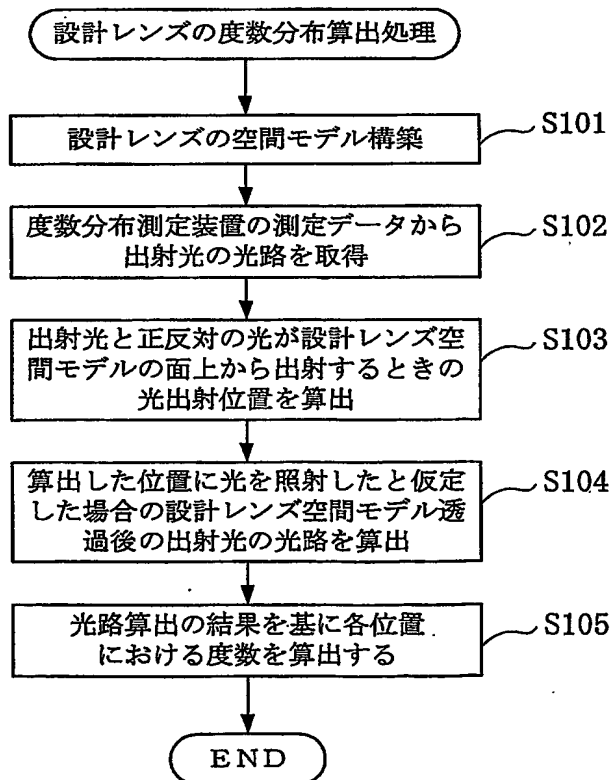 設計レンズの度数分布算出処理
設計レンズの空間モデル構築
S101
度数分布測定装置の測定データから
出射光の光路を取得
S102
出射光と正反対の光が設計レンズ空
間モデルの面上から出射するときの
光出射位置を算出
S103
算出した位置に光を照射したと仮定
した場合の設計レンズ空間モデル透
過後の出射光の光路を算出
S104
光路算出の結果を基に各位置
における度数を算出する
S105
END